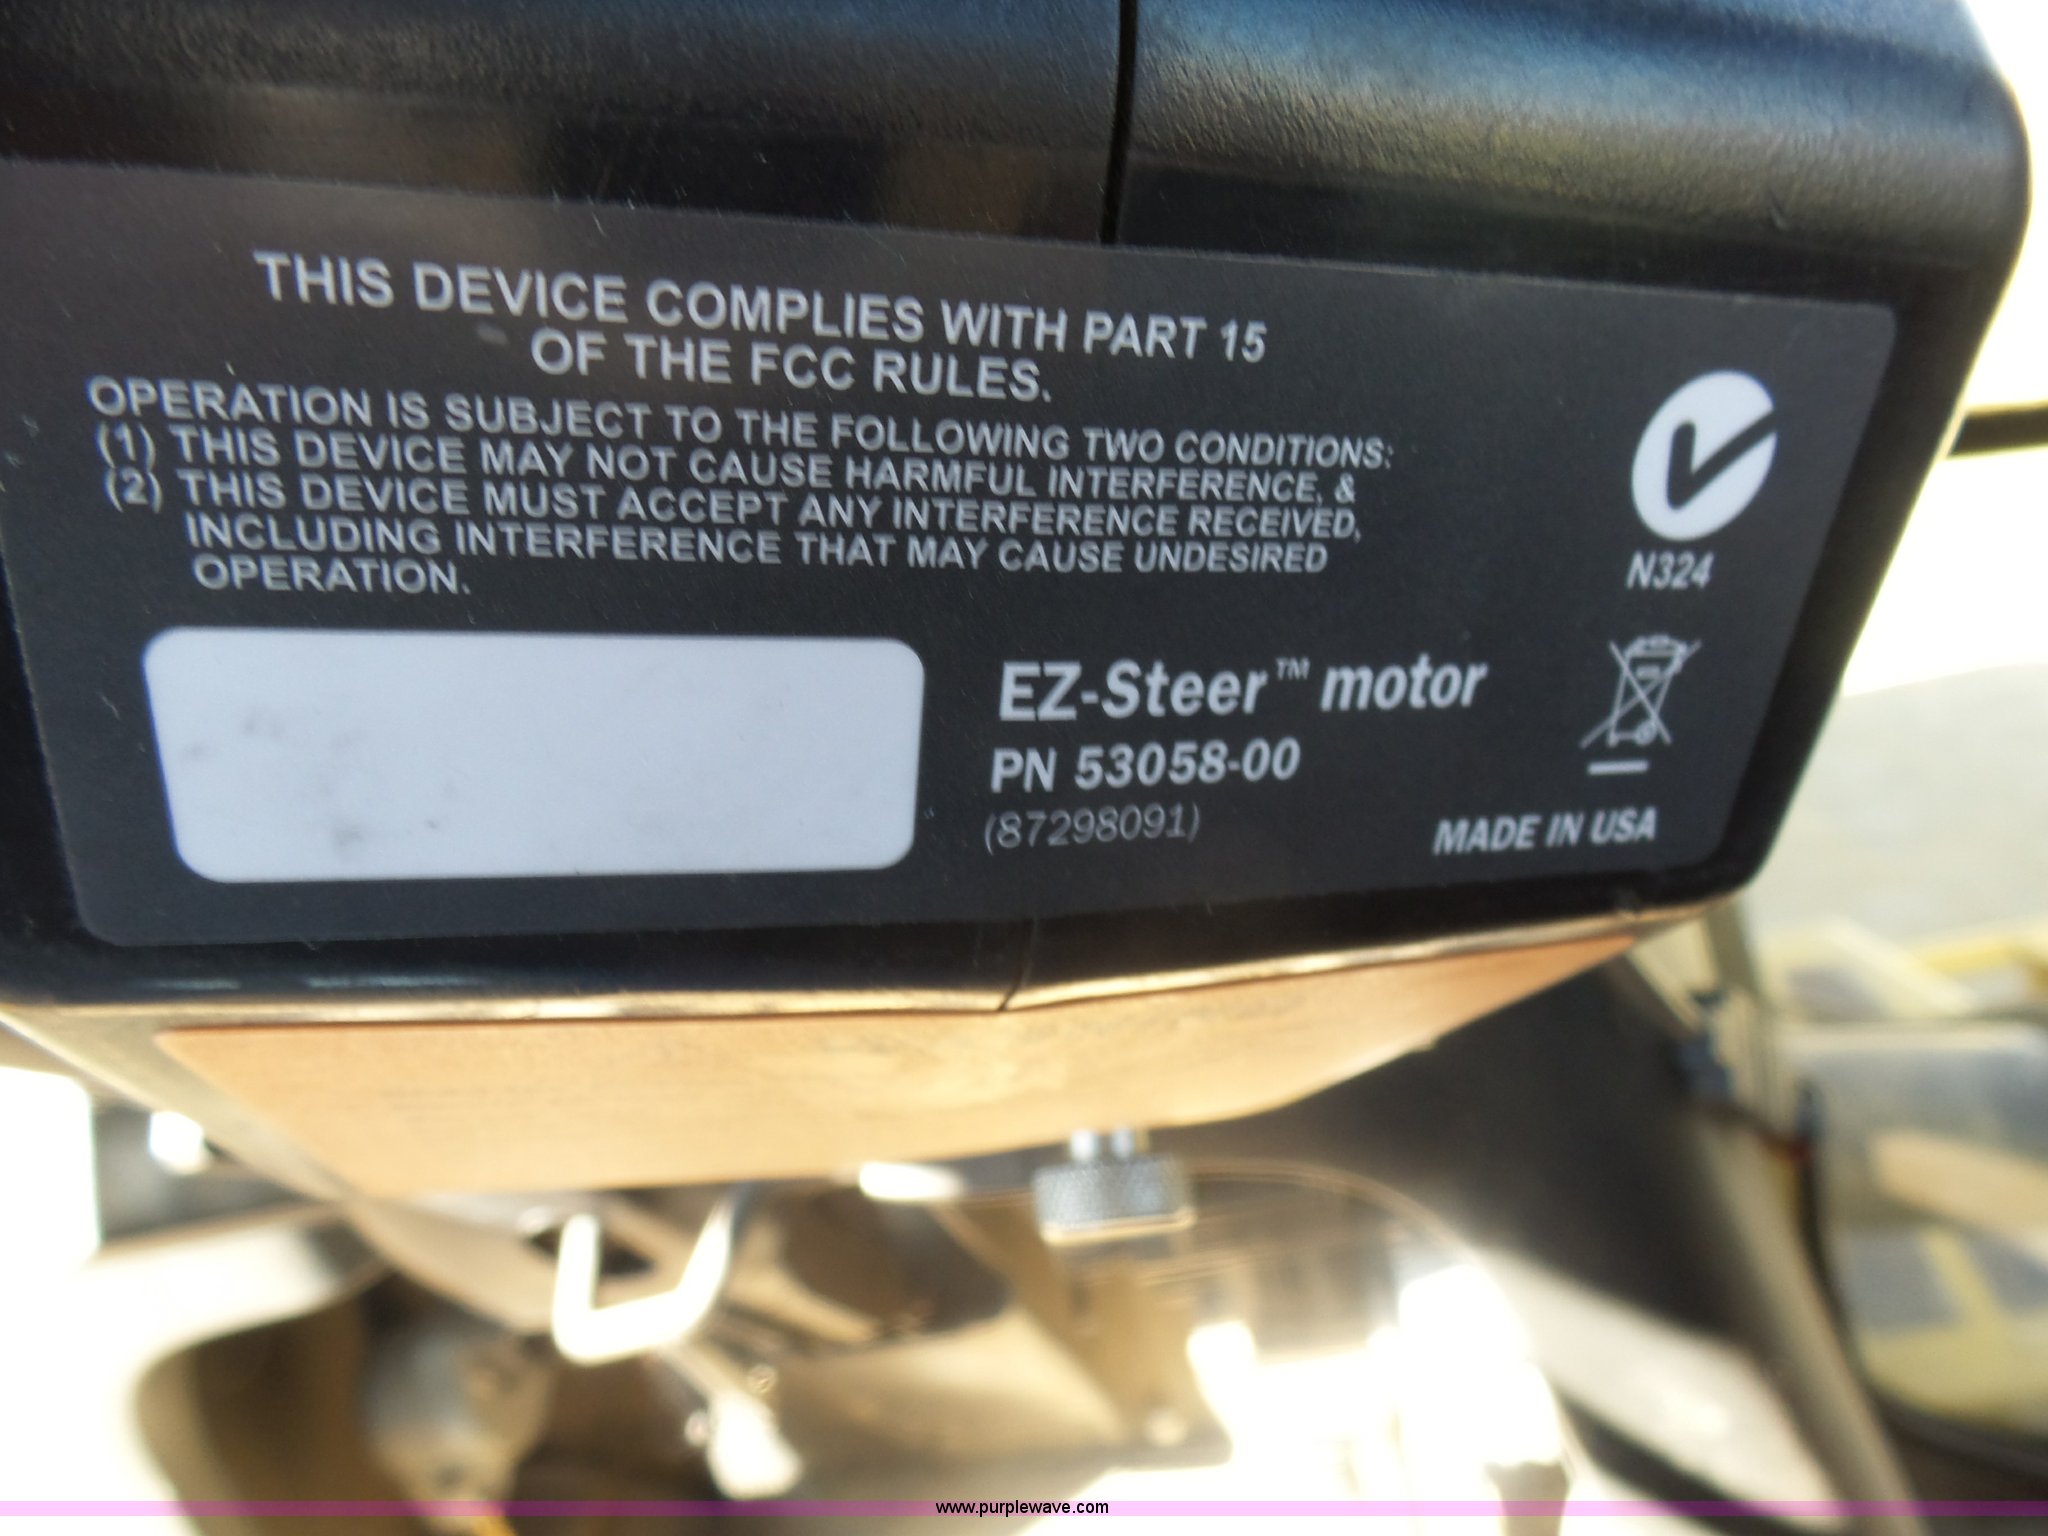 THIS DEVICE COMPLIES WITH PART 15
OF THE FCC RULES.
OPERATION IS SUBJECT TO THE FOLLOWING TWO CONDITIONS:
(1) THIS DEVICE MAY NOT CAUSE HARMFUL INTERFERENCE, &
(2) THIS DEVICE MUST ACCEPT ANY INTERFERENCE RECEIVED,
INCLUDING INTERFERENCE THAT MAY CAUSE UNDESIRED
OPERATION.
N324
EZ-Steer™ motor
PN 53058-00
(87298091)
MADE IN USA
www.purplewave.com